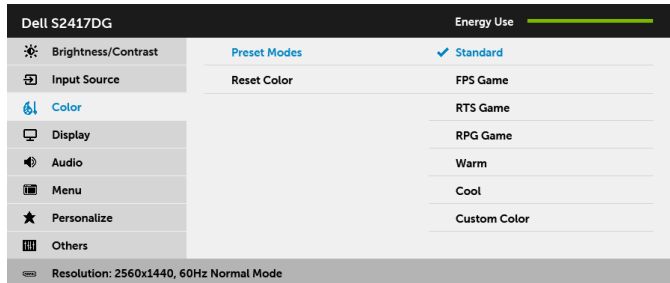 Dell S2417DG Energy Use
Brightness/Contrast Preset Modes Standard
Input Source Reset Color FPS Game
Color RTS Game
Display RPG Game
Audio Warm
Menu Cool
Personalize Custom Color
Others
Resolution: 2560x1440, 60Hz Normal Mode